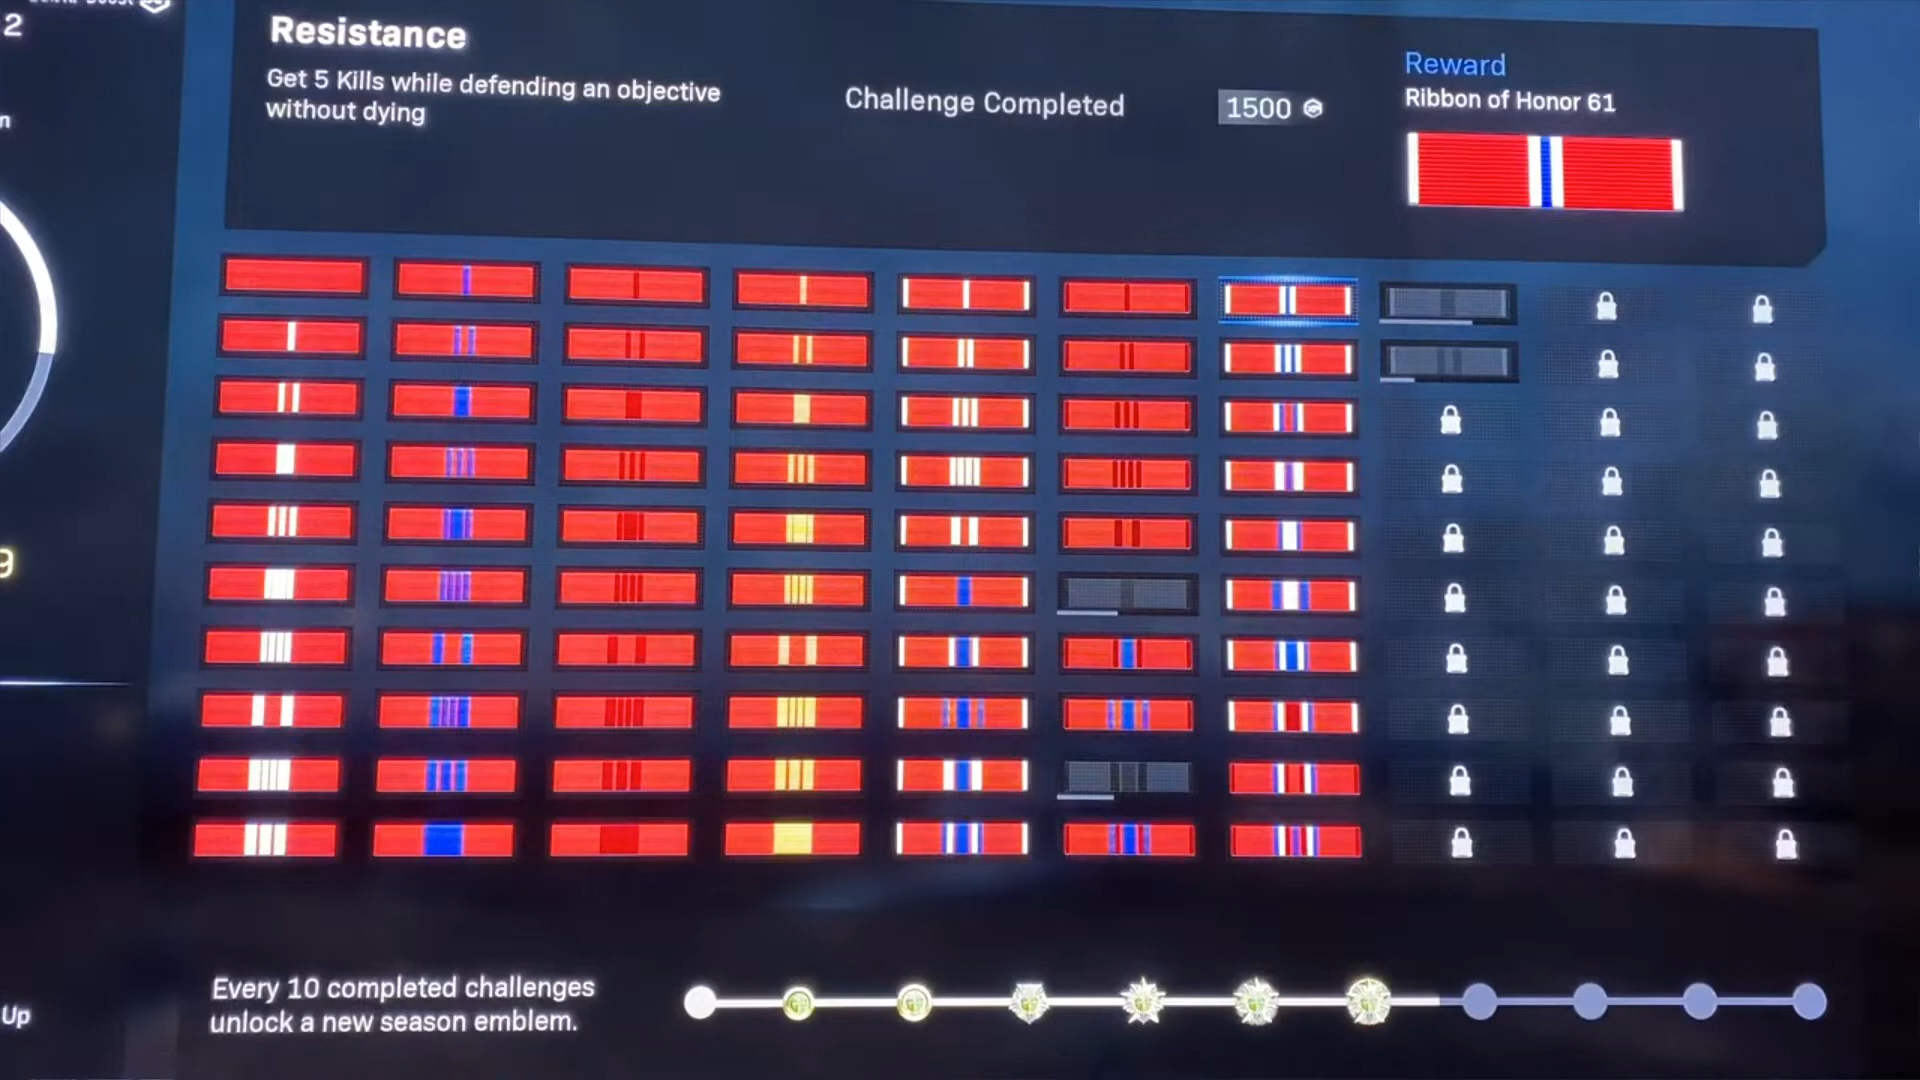 2
Resistance
Get 5 Kills while defending an objective
without dying
Challenge Completed
1500
Reward
Ribbon of Honor 61
n
9
Every 10 completed challenges
unlock a new season emblem.
Up